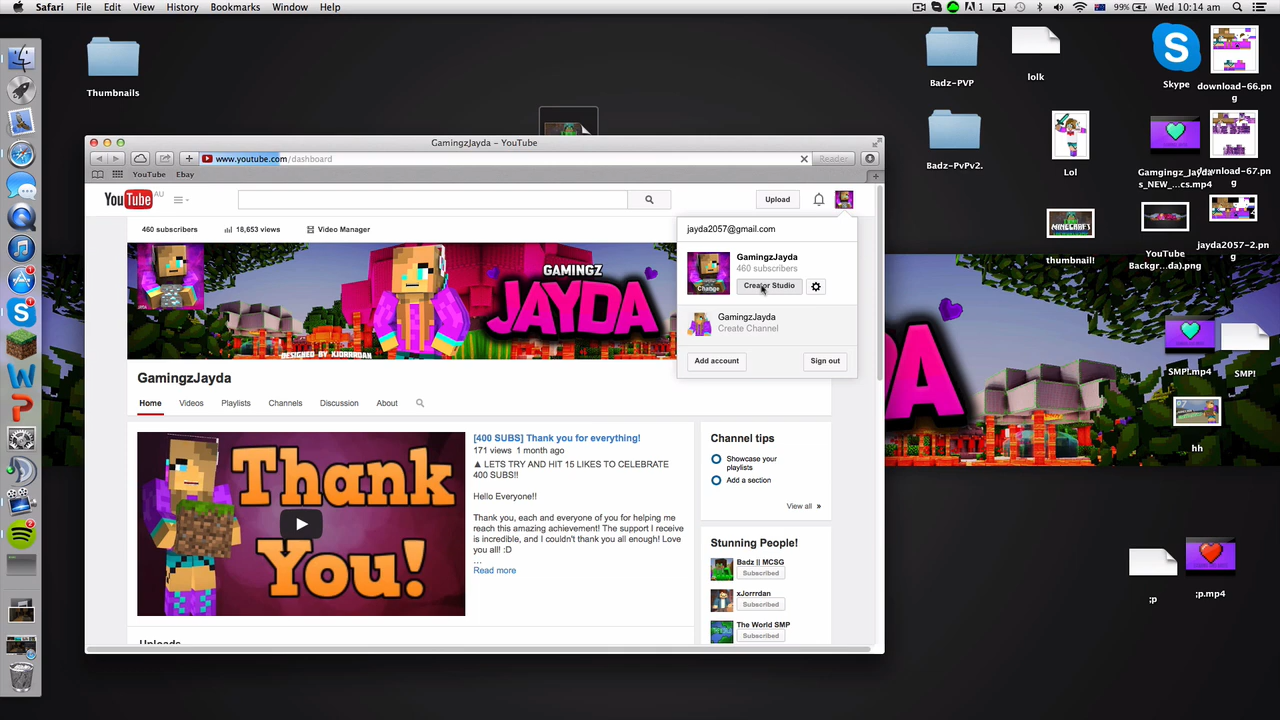 Safari File Edit View History Bookmarks Window Help
1 99% Wed 10:14 am
Thumbnails
Badz-PVP
lolk
Skype
download-66.pn
g
Badz-PvPv2.
Lol
Gamgingz_Jayda
s_NEW_...cs.mp4
download-67.pn
g
thumbnail!
YouTube
Backgr...da).png
jayda2057-2.pn
g
SMP!.mp4
SMP!
hh
;p
;p.mp4
GamingzJayda - YouTube
www.youtube.com/dashboard
Reader
YouTube Ebay
YouTube AU
Upload
460 subscribers 18,653 views Video Manager
jayda2057@gmail.com
GamingzJayda
460 subscribers
Change
Creator Studio
GamingzJayda
Create Channel
Add account Sign out
GAMINGZ
JAYDA
DESIGNED BY KJORRRDAN
GamingzJayda
Home Videos Playlists Channels Discussion About
Thank
You!
[400 SUBS] Thank you for everything!
171 views 1 month ago
▲ LETS TRY AND HIT 15 LIKES TO CELEBRATE
400 SUBS!!
Hello Everyone!!
Thank you, each and everyone of you for helping me
reach this amazing achievement! The support I receive
is incredible, and I couldn't thank you all enough! Love
you all! :D
...
Read more
Channel tips
Showcase your
playlists
Add a section
View all »
Stunning People!
Badz || MCSG
Subscribed
xJorrrdan
Subscribed
The World SMP
Subscribed
Uploads